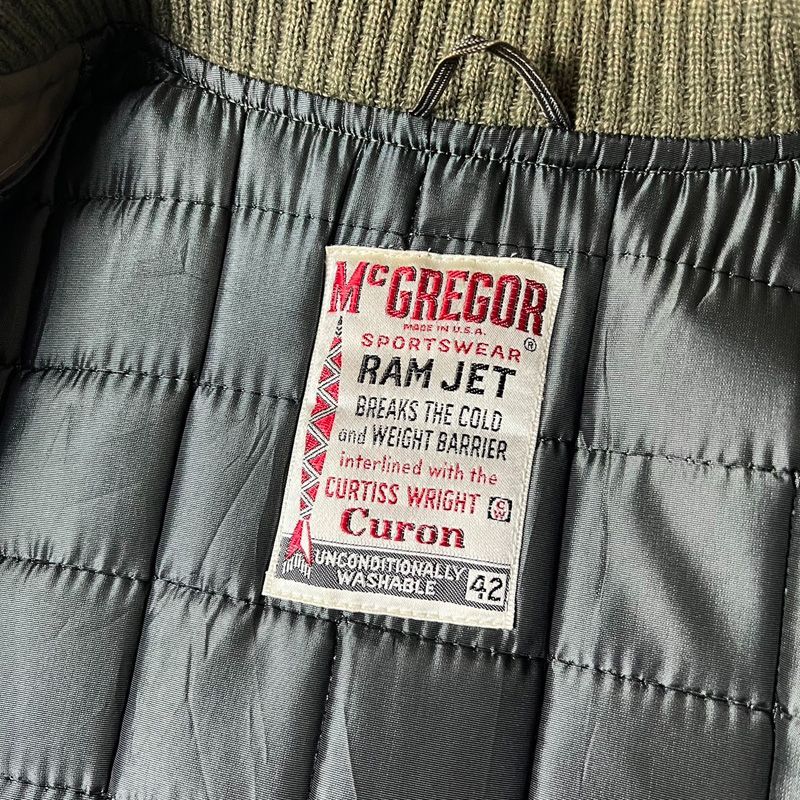 McGREGOR
MADE IN U.S.A.
SPORTSWEAR ®
RAM JET
BREAKS THE COLD
and WEIGHT BARRIER
interlined with the
CURTISS WRIGHT CW
Curon
UNCONDITIONALLY
WASHABLE 42